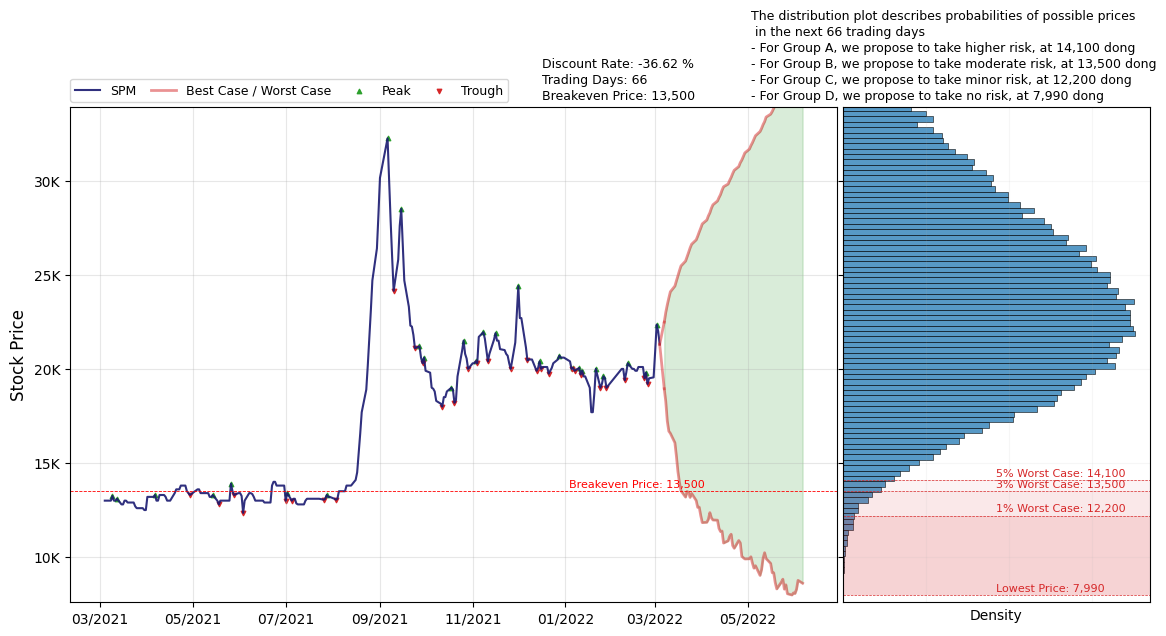 The distribution plot describes probabilities of possible prices
in the next 66 trading days
- For Group A, we propose to take higher risk, at 14,100 dong
- For Group B, we propose to take moderate risk, at 13,500 dong
- For Group C, we propose to take minor risk, at 12,200 dong
- For Group D, we propose to take no risk, at 7,990 dong
Discount Rate: -36.62 %
Trading Days: 66
Breakeven Price: 13,500
SPM
Best Case / Worst Case
Peak
Trough
Stock Price
30K
25K
20K
15K
10K
Breakeven Price: 13,500
5% Worst Case: 14,100
3% Worst Case: 13,500
1% Worst Case: 12,200
Lowest Price: 7,990
03/2021
05/2021
07/2021
09/2021
11/2021
01/2022
03/2022
05/2022
Density